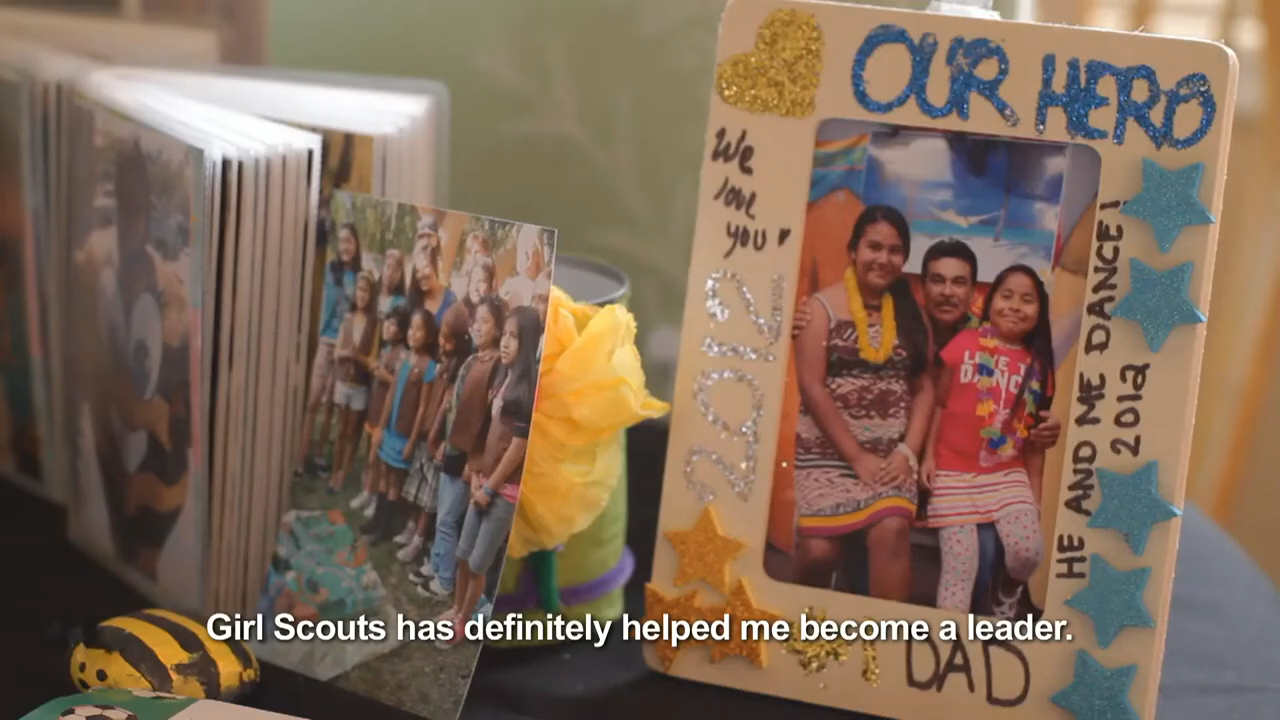 OUR HERO
We
love
you
2012
HE AND ME DANCE!
2012
DAD
Girl Scouts has definitely helped me become a leader.